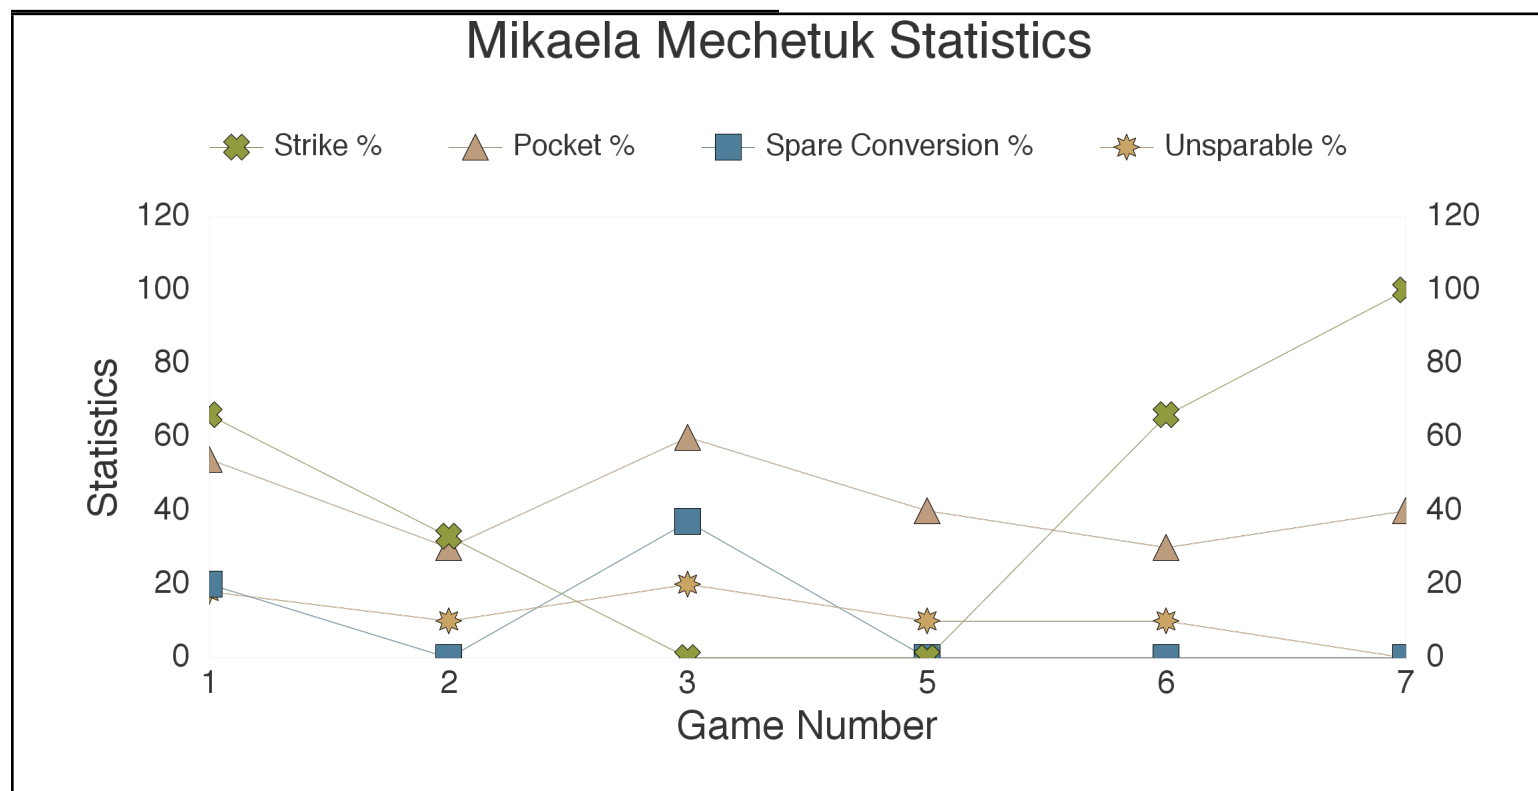 Mikaela Mechetuk Statistics
Strike % Pocket % Spare Conversion % Unsparable %
120 120
100 100
80 80
60 60
40 40
20 20
0 0
Statistics
1 2 3 5 6 7
Game Number